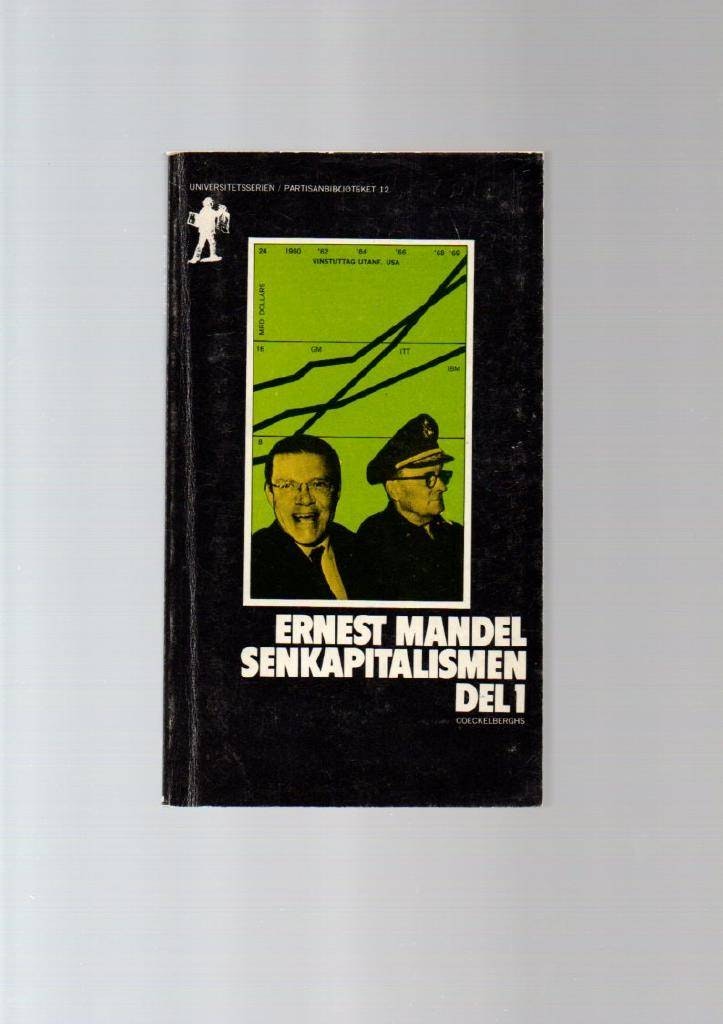 UNIVERSITETSSERIEN / PARTISANBIBLIOTEKET 12
24 1960 '62 '64 '66 '68 '69
VINSTUTTAG UTANF. USA
MRD DOLLARS
16 GM ITT
IBM
8
ERNEST MANDEL
SENKAPITALISMEN
DEL 1
COECKELBERGHS